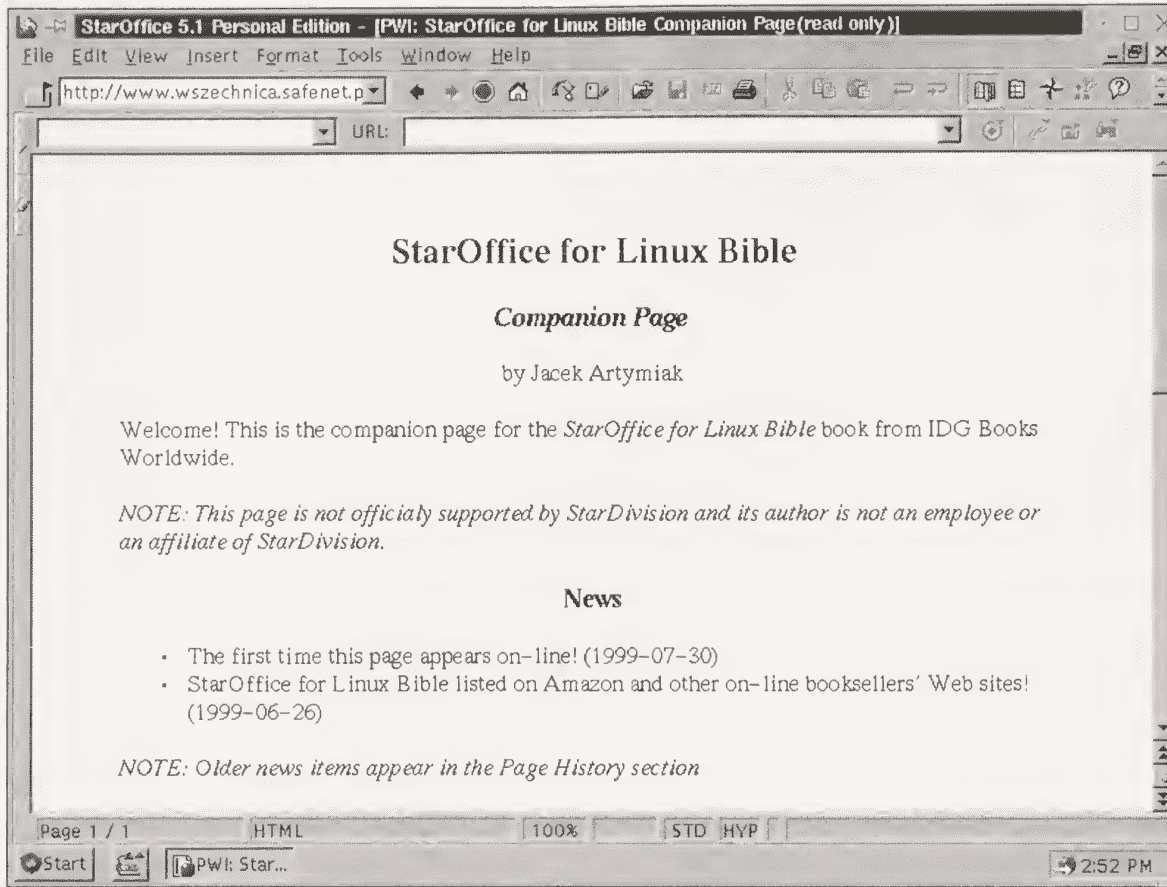 StarOffice 5.1 Personal Edition - [PWI: StarOffice for Linux Bible Companion Page(read only)]
File Edit View Insert Format Tools Window Help
http://www.wszechnica.safenet.p
URL:
StarOffice for Linux Bible
Companion Page
by Jacek Artymiak
Welcome! This is the companion page for the StarOffice for Linux Bible book from IDG Books
Worldwide.
NOTE: This page is not officialy supported by StarDivision and its author is not an employee or
an affiliate of StarDivision.
News
• The first time this page appears on-line! (1999-07-30)
• StarOffice for Linux Bible listed on Amazon and other on-line booksellers' Web sites!
(1999-06-26)
NOTE: Older news items appear in the Page History section
Page 1 / 1 HTML 100% STD HYP
Start PWI: Star... 2:52 PM